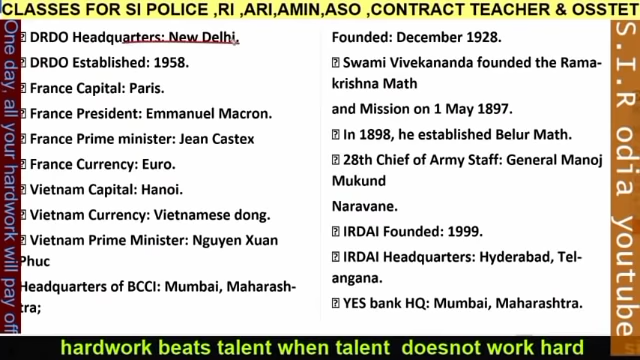 CLASSES FOR SI POLICE ,RI ,ARI,AMIN,ASO ,CONTRACT TEACHER & OSSTET
One day, all your hardwork will pay off
⍰ DRDO Headquarters: New Delhi.
⍰ DRDO Established: 1958.
⍰ France Capital: Paris.
⍰ France President: Emmanuel Macron.
⍰ France Prime minister: Jean Castex
⍰ France Currency: Euro.
⍰ Vietnam Capital: Hanoi.
⍰ Vietnam Currency: Vietnamese dong.
⍰ Vietnam Prime Minister: Nguyen Xuan
Phuc
Headquarters of BCCI: Mumbai, Maharash-
tra;
Founded: December 1928.
⍰ Swami Vivekananda founded the Rama-
krishna Math
and Mission on 1 May 1897.
⍰ In 1898, he established Belur Math.
⍰ 28th Chief of Army Staff: General Manoj
Mukund
Naravane.
⍰ IRDAI Founded: 1999.
⍰ IRDAI Headquarters: Hyderabad, Tel-
angana.
⍰ YES bank HQ: Mumbai, Maharashtra.
S.I.R odia youtube
hardwork beats talent when talent doesnot work hard